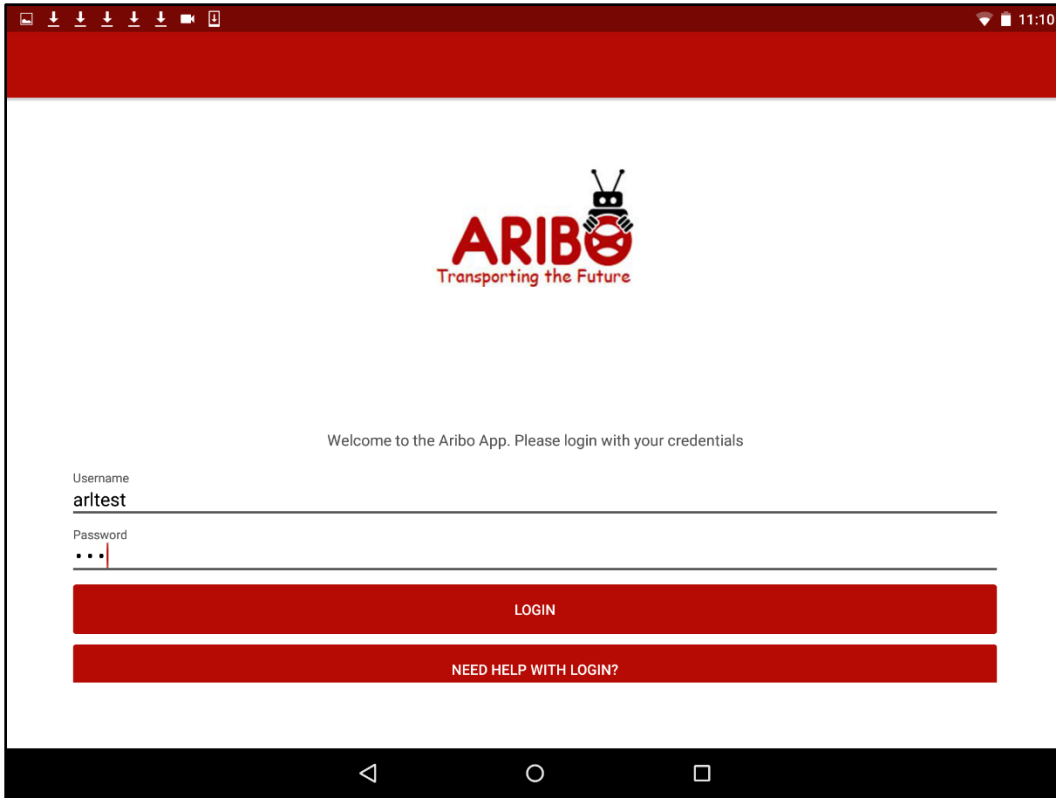 11:10
ARIBO
Transporting the Future
Welcome to the Aribo App. Please login with your credentials
Username
arltest
Password
•••
LOGIN
NEED HELP WITH LOGIN?